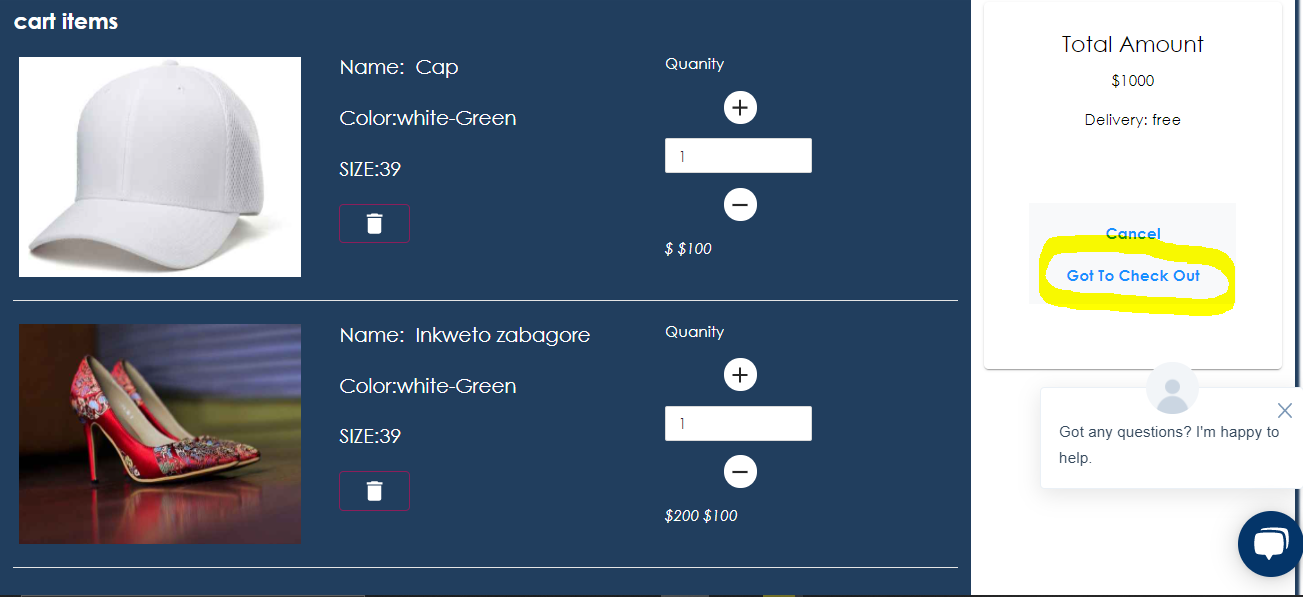 cart items
Name: Cap
Color:white-Green
SIZE:39
Quanity
1
$ $100
Name: Inkweto zabagore
Color:white-Green
SIZE:39
Quanity
1
$200 $100
Total Amount
$1000
Delivery: free
Cancel
Got To Check Out
Got any questions? I'm happy to
help.